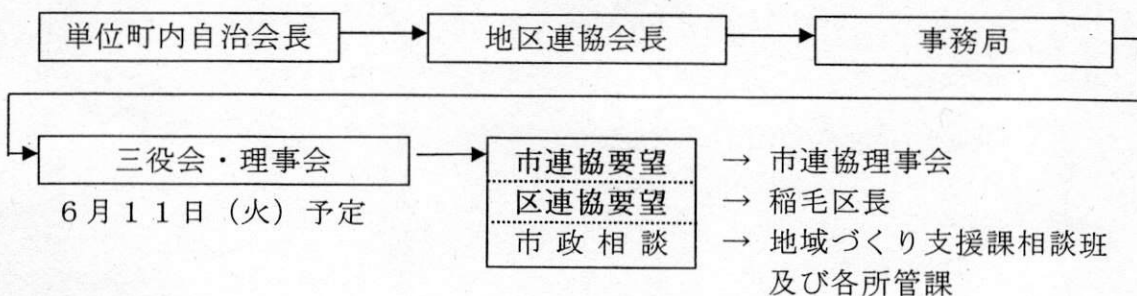 単位町内自治会長 → 地区連協会長 → 事務局
三役会・理事会 → 市連協要望 → 市連協理事会
６月１１日（火）予定 区連協要望 → 稲毛区長
市政相談 → 地域づくり支援課相談班
及び各所管課